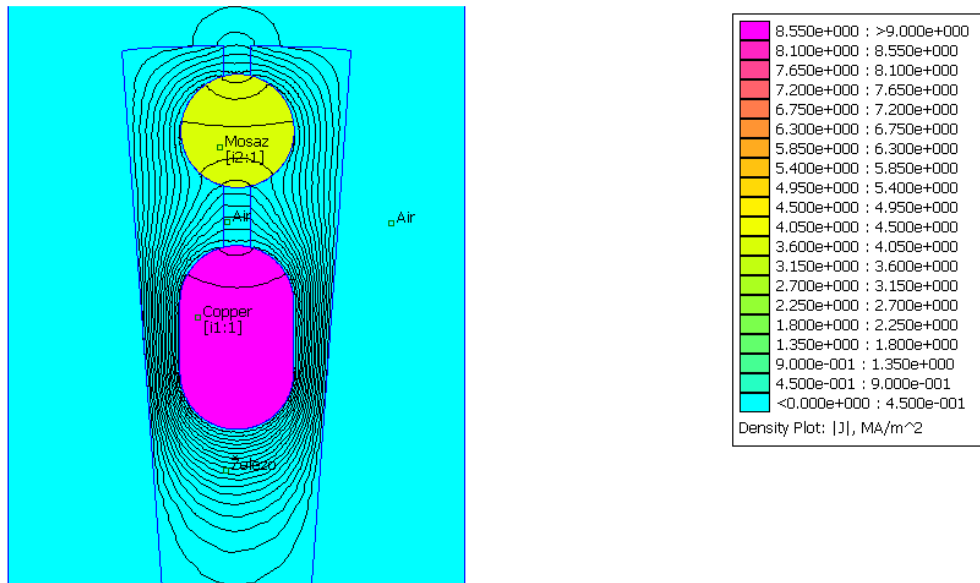 Mosaz
[i2:1]
Air
Air
Copper
[i1:1]
Železo
8.550e+000 : >9.000e+000
8.100e+000 : 8.550e+000
7.650e+000 : 8.100e+000
7.200e+000 : 7.650e+000
6.750e+000 : 7.200e+000
6.300e+000 : 6.750e+000
5.850e+000 : 6.300e+000
5.400e+000 : 5.850e+000
4.950e+000 : 5.400e+000
4.500e+000 : 4.950e+000
4.050e+000 : 4.500e+000
3.600e+000 : 4.050e+000
3.150e+000 : 3.600e+000
2.700e+000 : 3.150e+000
2.250e+000 : 2.700e+000
1.800e+000 : 2.250e+000
1.350e+000 : 1.800e+000
9.000e-001 : 1.350e+000
4.500e-001 : 9.000e-001
<0.000e+000 : 4.500e-001
Density Plot: |J|, MA/m^2